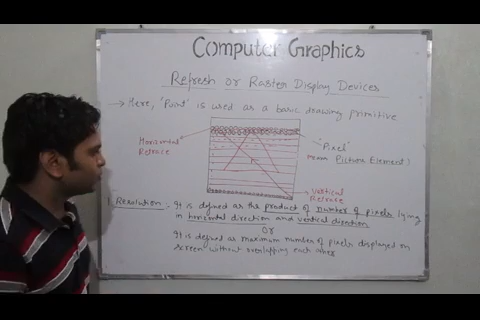 Computer Graphics
Refresh or Raster Display Devices
→ Here, 'Point' is used as a basic drawing primitive
Horizontal
Retrace
'Pixel'
Picture Element)
Vertical
Retrace
1. Resolution:- It is defined as the product of number of pixels lying
in horizontal direction and vertical direction
OR
It is defined as maximum number of pixels displayed on
screen without overlapping each other